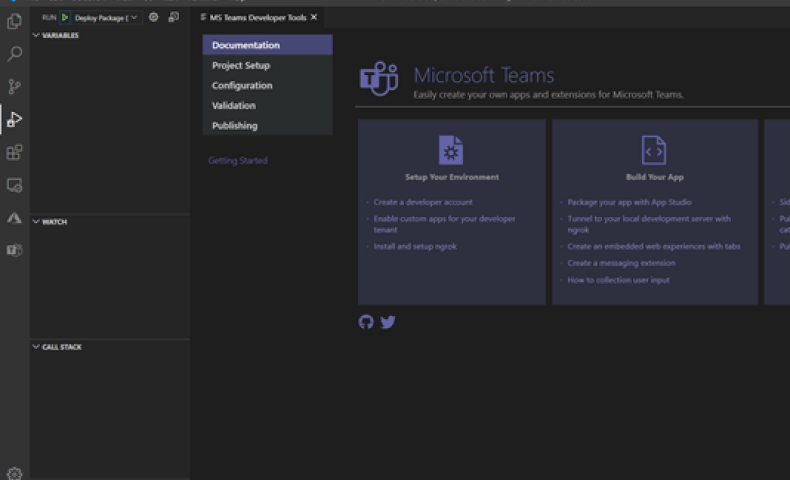 RUN
Deploy Package (
MS Teams Developer Tools
VARIABLES
WATCH
CALL STACK
Documentation
Project Setup
Configuration
Validation
Publishing
Getting Started
Microsoft Teams
Easily create your own apps and extensions for Microsoft Teams.
Setup Your Environment
Create a developer account
Enable custom apps for your developer
tenant
Install and setup ngrok
Build Your App
Package your app with App Studio
Tunnel to your local development server with
ngrok
Create an embedded web experiences with tabs
Create a messaging extension
How to collection user input